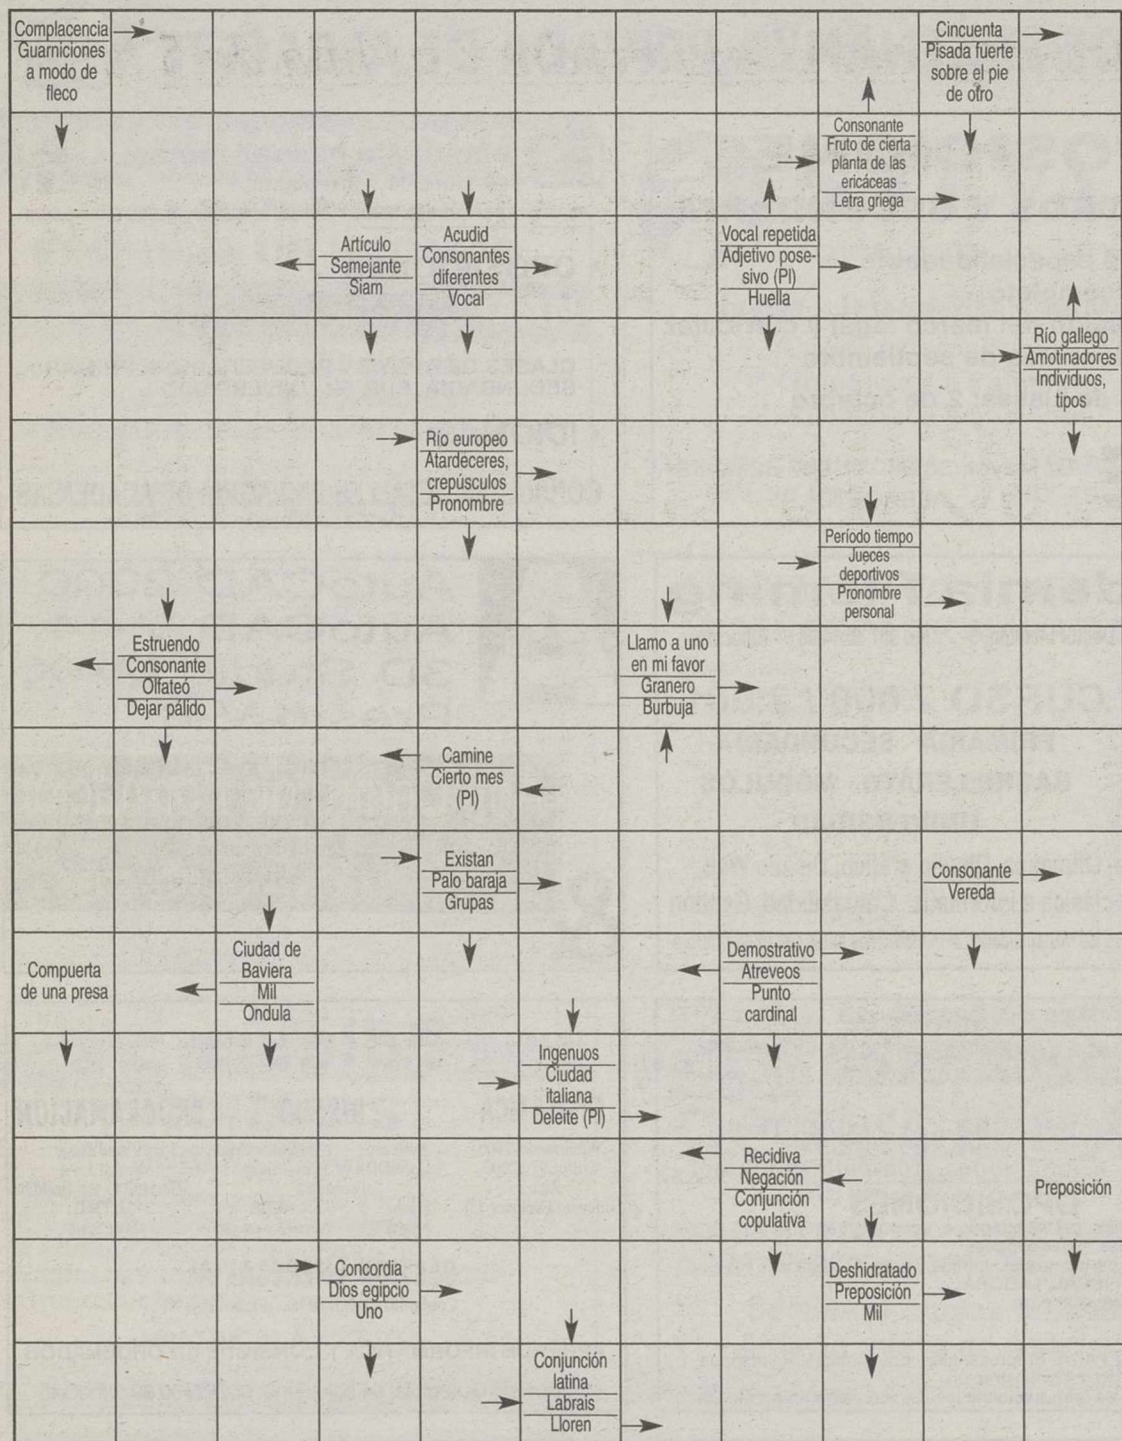 Complacencia
Guarniciones
a modo de
fleco
Cincuenta
Pisada fuerte
sobre el pie
de otro
Consonante
Fruto de cierta
planta de las
ericáceas
Letra griega
Artículo
Semejante
Siam
Acudid
Consonantes
diferentes
Vocal
Vocal repetida
Adjetivo pose-
sivo (Pl)
Huella
Río gallego
Amotinadores
Individuos,
tipos
Río europeo
Atardeceres,
crepúsculos
Pronombre
Período tiempo
Jueces
deportivos
Pronombre
personal
Estruendo
Consonante
Olfateó
Dejar pálido
Llamo a uno
en mi favor
Granero
Burbuja
Camine
Cierto mes
(Pl)
Existan
Palo baraja
Grupas
Consonante
Vereda
Compuerta
de una presa
Ciudad de
Baviera
Mil
Ondula
Demostrativo
Atreveos
Punto
cardinal
Ingenuos
Ciudad
italiana
Deleite (Pl)
Recidiva
Negación
Conjunción
copulativa
Preposición
Concordia
Dios egipcio
Uno
Deshidratado
Preposición
Mil
Conjunción
latina
Labrais
Lloren